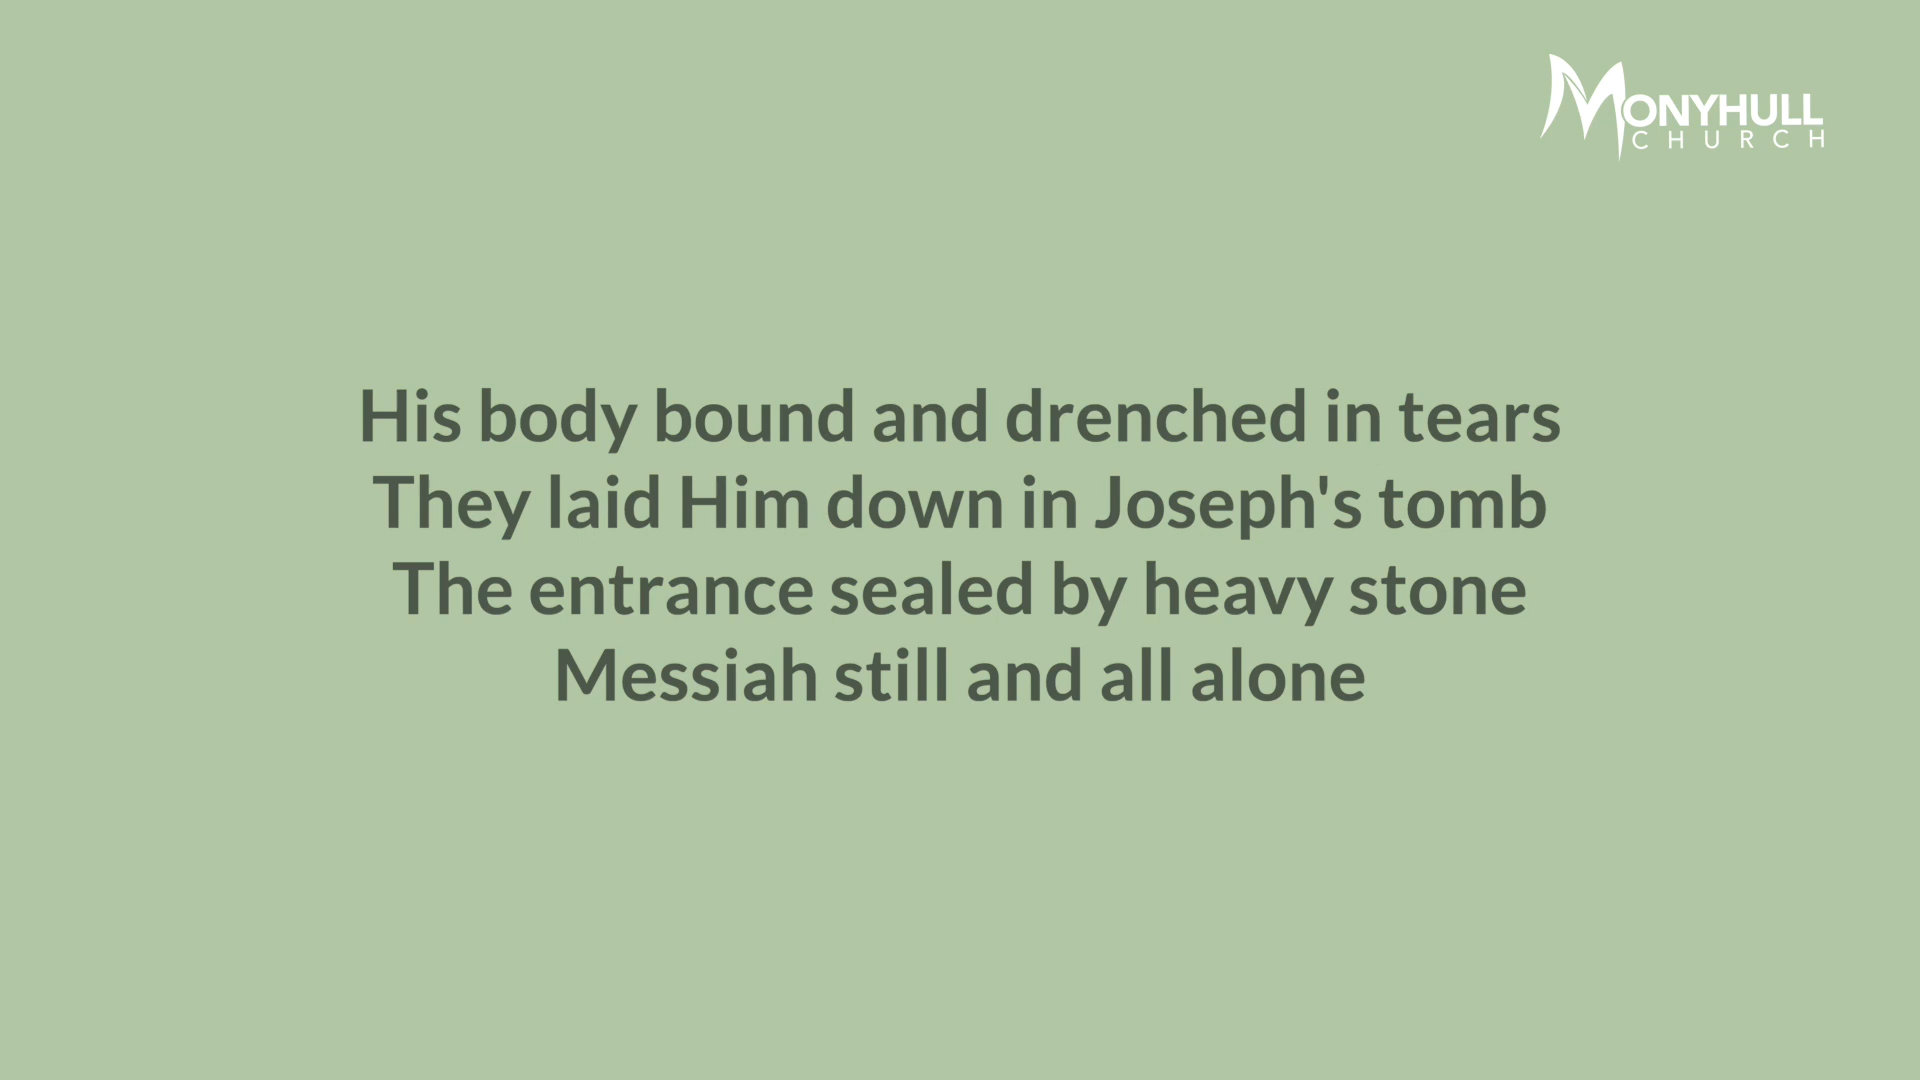 MONYHULL
CHURCH
His body bound and drenched in tears
They laid Him down in Joseph's tomb
The entrance sealed by heavy stone
Messiah still and all alone